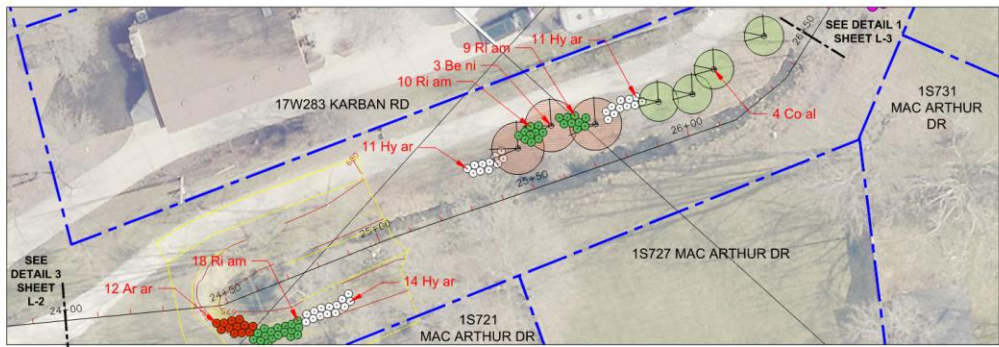 SEE DETAIL 1
SHEET L-3
26+50
11 Hy ar
9 Ri am
3 Be ni
10 Ri am
17W283 KARBAN RD
1S731
MAC ARTHUR
DR
4 Co al
26+00
11 Hy ar
680
25+50
25+00
1S727 MAC ARTHUR DR
SEE
DETAIL 3
SHEET
L-2
18 Ri am
24+50
14 Hy ar
12 Ar ar
24+00
1S721
MAC ARTHUR DR